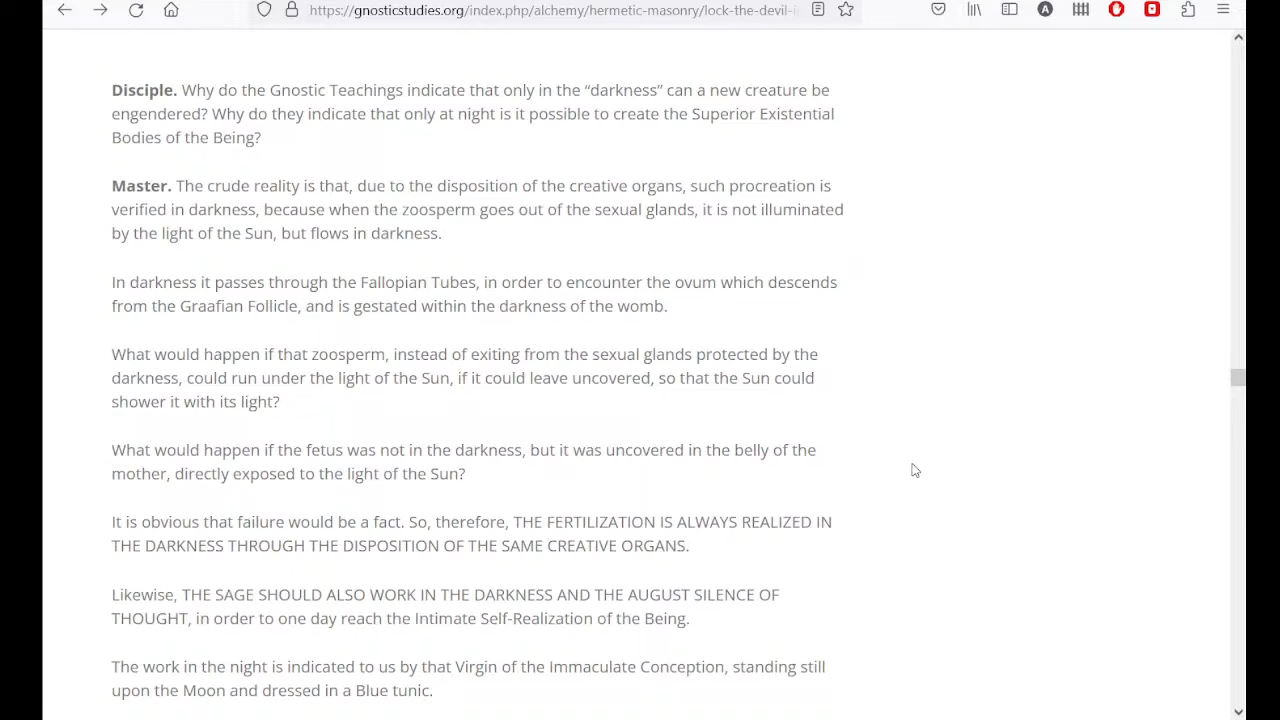 https://gnosticstudies.org/index.php/alchemy/hermetic-masonry/lock-the-devil-i
Disciple. Why do the Gnostic Teachings indicate that only in the “darkness” can a new creature be
engendered? Why do they indicate that only at night is it possible to create the Superior Existential
Bodies of the Being?
Master. The crude reality is that, due to the disposition of the creative organs, such procreation is
verified in darkness, because when the zoosperm goes out of the sexual glands, it is not illuminated
by the light of the Sun, but flows in darkness.
In darkness it passes through the Fallopian Tubes, in order to encounter the ovum which descends
from the Graafian Follicle, and is gestated within the darkness of the womb.
What would happen if that zoosperm, instead of exiting from the sexual glands protected by the
darkness, could run under the light of the Sun, if it could leave uncovered, so that the Sun could
shower it with its light?
What would happen if the fetus was not in the darkness, but it was uncovered in the belly of the
mother, directly exposed to the light of the Sun?
It is obvious that failure would be a fact. So, therefore, THE FERTILIZATION IS ALWAYS REALIZED IN
THE DARKNESS THROUGH THE DISPOSITION OF THE SAME CREATIVE ORGANS.
Likewise, THE SAGE SHOULD ALSO WORK IN THE DARKNESS AND THE AUGUST SILENCE OF
THOUGHT, in order to one day reach the Intimate Self-Realization of the Being.
The work in the night is indicated to us by that Virgin of the Immaculate Conception, standing still
upon the Moon and dressed in a Blue tunic.